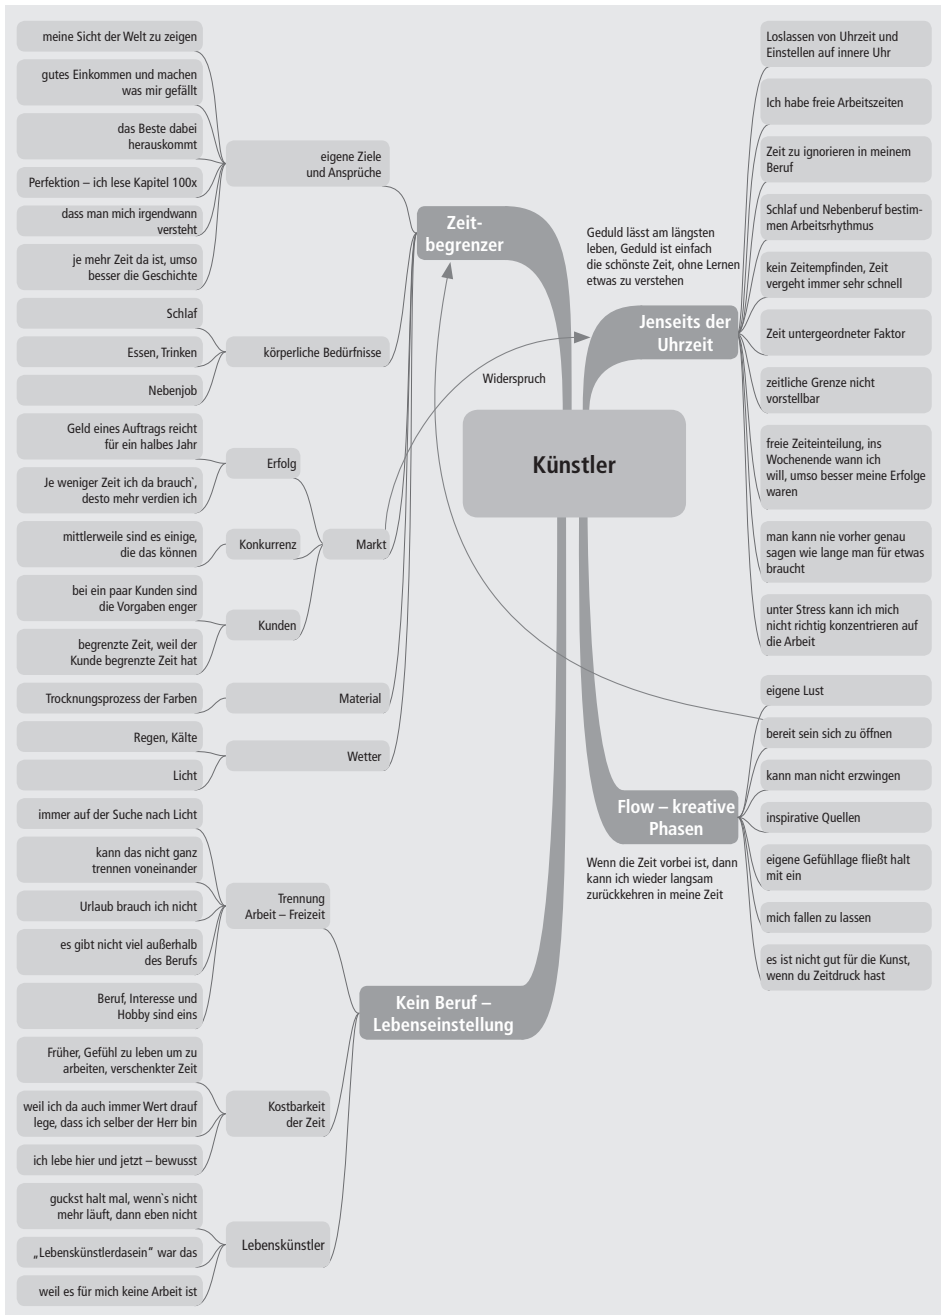 meine Sicht der Welt zu zeigen
gutes Einkommen und machen
was mir gefällt
das Beste dabei
herauskommt
Perfektion – ich lese Kapitel 100x
dass man mich irgendwann
versteht
je mehr Zeit da ist, umso
besser die Geschichte
eigene Ziele
und Ansprüche
Schlaf
Essen, Trinken
Nebenjob
körperliche Bedürfnisse
Geld eines Auftrags reicht
für ein halbes Jahr
Je weniger Zeit ich da brauch`,
desto mehr verdien ich
Erfolg
mittlerweile sind es einige,
die das können
Konkurrenz
bei ein paar Kunden sind
die Vorgaben enger
begrenzte Zeit, weil der
Kunde begrenzte Zeit hat
Kunden
Markt
Trocknungsprozess der Farben
Material
Regen, Kälte
Licht
Wetter
Zeit-
begrenzer
immer auf der Suche nach Licht
kann das nicht ganz
trennen voneinander
Urlaub brauch ich nicht
es gibt nicht viel außerhalb
des Berufs
Beruf, Interesse und
Hobby sind eins
Trennung
Arbeit – Freizeit
Früher, Gefühl zu leben um zu
arbeiten, verschenkter Zeit
weil ich da auch immer Wert drauf
lege, dass ich selber der Herr bin
ich lebe hier und jetzt – bewusst
Kostbarkeit
der Zeit
guckst halt mal, wenn`s nicht
mehr läuft, dann eben nicht
„Lebenskünstlerdasein“ war das
weil es für mich keine Arbeit ist
Lebenskünstler
Kein Beruf –
Lebenseinstellung
Künstler
Widerspruch
Geduld lässt am längsten
leben, Geduld ist einfach
die schönste Zeit, ohne Lernen
etwas zu verstehen
Jenseits der
Uhrzeit
Loslassen von Uhrzeit und
Einstellen auf innere Uhr
Ich habe freie Arbeitszeiten
Zeit zu ignorieren in meinem
Beruf
Schlaf und Nebenberuf bestim-
men Arbeitsrhythmus
kein Zeitempfinden, Zeit
vergeht immer sehr schnell
Zeit untergeordneter Faktor
zeitliche Grenze nicht
vorstellbar
freie Zeiteinteilung, ins
Wochenende wann ich
will, umso besser meine Erfolge
waren
man kann nie vorher genau
sagen wie lange man für etwas
braucht
unter Stress kann ich mich
nicht richtig konzentrieren auf
die Arbeit
Flow – kreative
Phasen
Wenn die Zeit vorbei ist, dann
kann ich wieder langsam
zurückkehren in meine Zeit
eigene Lust
bereit sein sich zu öffnen
kann man nicht erzwingen
inspirative Quellen
eigene Gefühllage fließt halt
mit ein
mich fallen zu lassen
es ist nicht gut für die Kunst,
wenn du Zeitdruck hast